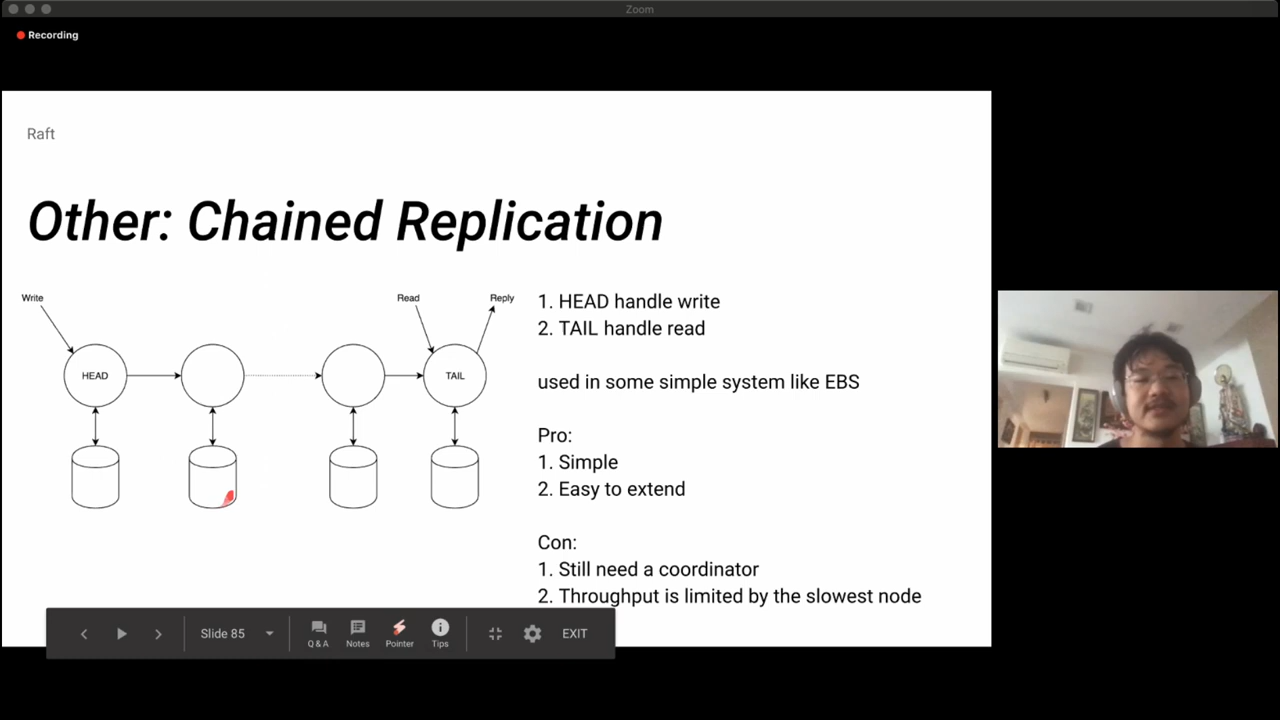 Zoom
Recording
Raft
Other: Chained Replication
Write
Read
Reply
HEAD
TAIL
1. HEAD handle write
2. TAIL handle read
used in some simple system like EBS
Pro:
1. Simple
2. Easy to extend
Con:
1. Still need a coordinator
2. Throughput is limited by the slowest node
Slide 85
Q & A
Notes
Pointer
Tips
EXIT